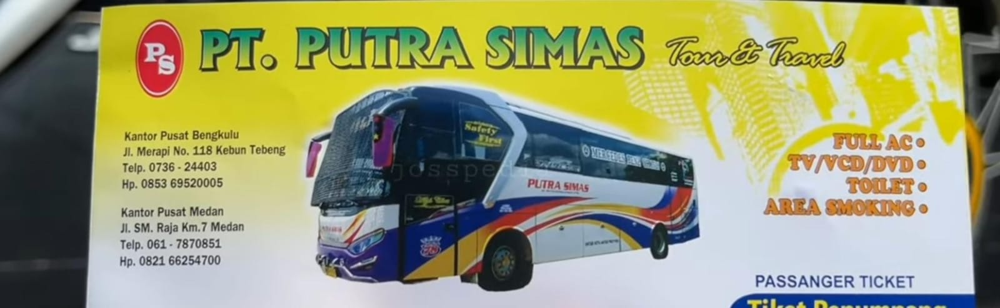 PS
PT. PUTRA SIMAS Tour & Travel
Kantor Pusat Bengkulu
Jl. Merapi No. 118 Kebun Tebeng
Telp. 0736 - 24403
Hp. 0853 69520005
Kantor Pusat Medan
Jl. SM. Raja Km.7 Medan
Telp. 061 - 7870851
Hp. 0821 66254700
Safety
First
PUTRA SIMAS
FULL AC •
TV/VCD/DVD •
TOILET •
AREA SMOKING •
PASSANGER TICKET
Tiket Penumpang